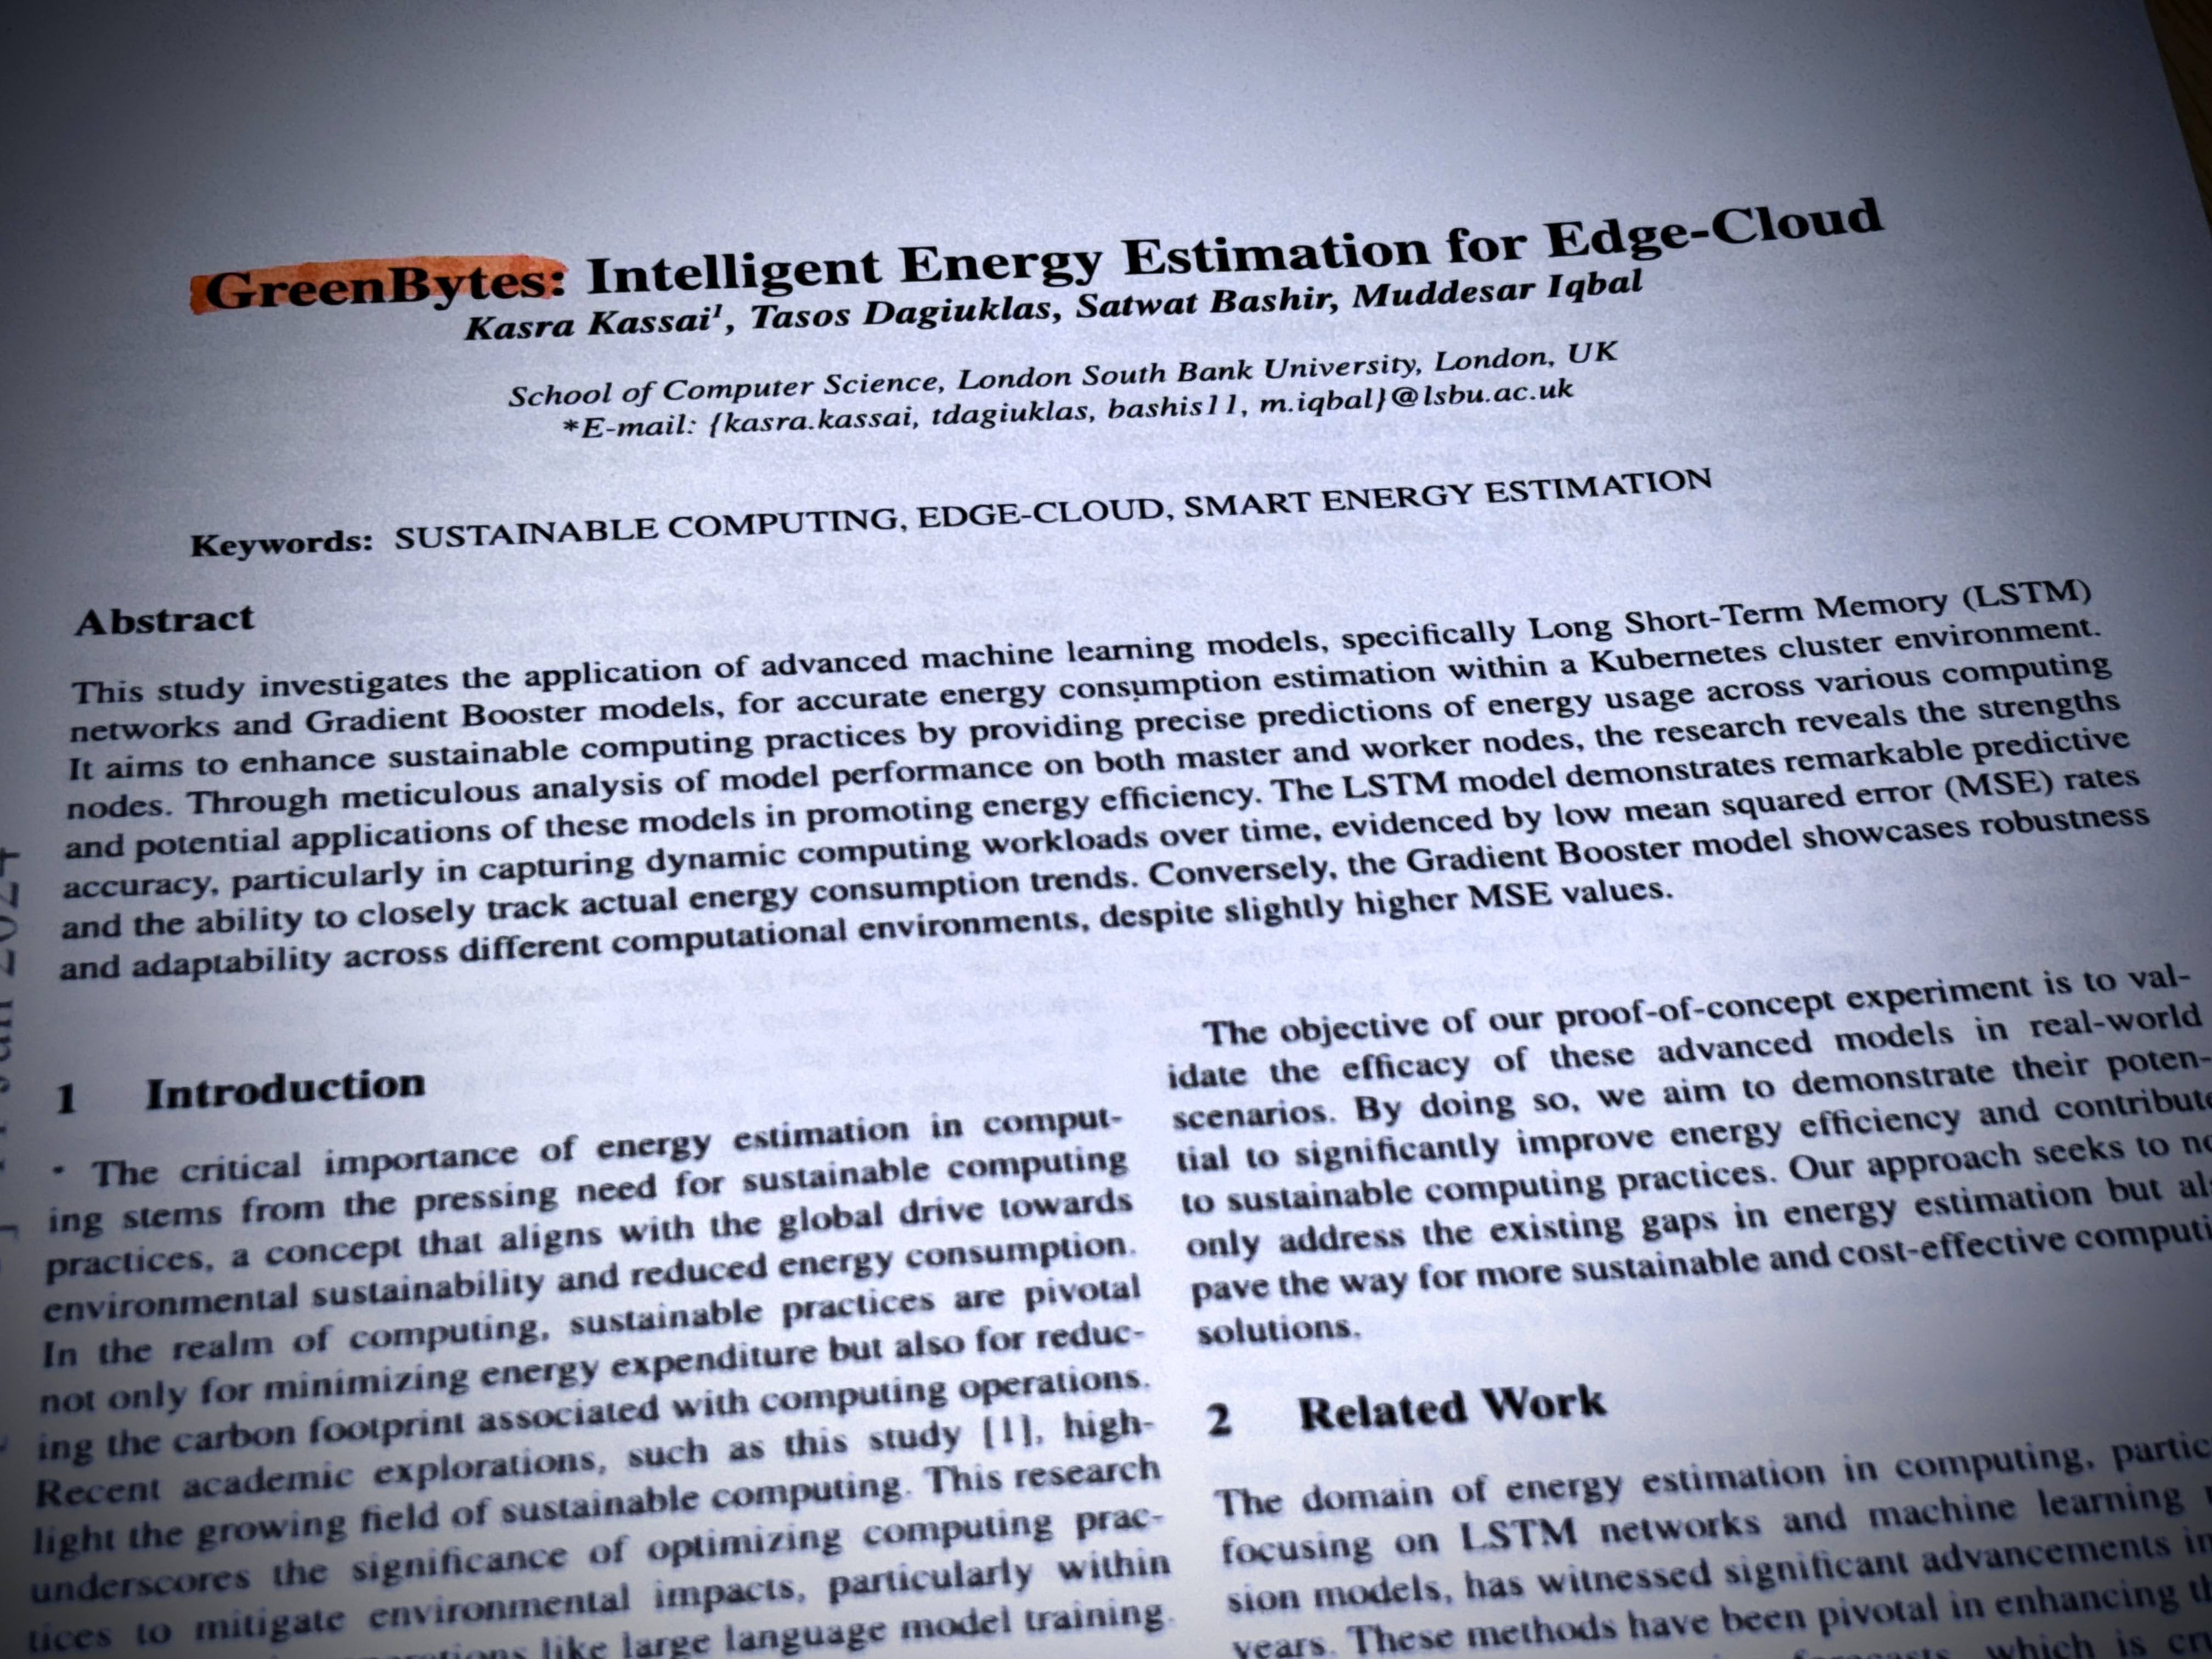 GreenBytes: Intelligent Energy Estimation for Edge-Cloud
Kasra Kassai¹, Tasos Dagiuklas, Satwat Bashir, Muddesar Iqbal
School of Computer Science, London South Bank University, London, UK
*E-mail: {kasra.kassai, tdagiuklas, bashis11, m.iqbal}@lsbu.ac.uk
Keywords: SUSTAINABLE COMPUTING, EDGE-CLOUD, SMART ENERGY ESTIMATION
Abstract
This study investigates the application of advanced machine learning models, specifically Long Short-Term Memory (LSTM)
networks and Gradient Booster models, for accurate energy consumption estimation within a Kubernetes cluster environment.
It aims to enhance sustainable computing practices by providing precise predictions of energy usage across various computing
nodes. Through meticulous analysis of model performance on both master and worker nodes, the research reveals the strengths
and potential applications of these models in promoting energy efficiency. The LSTM model demonstrates remarkable predictive
accuracy, particularly in capturing dynamic computing workloads over time, evidenced by low mean squared error (MSE) rates
and the ability to closely track actual energy consumption trends. Conversely, the Gradient Booster model showcases robustness
and adaptability across different computational environments, despite slightly higher MSE values.
1 Introduction
The critical importance of energy estimation in comput-
ing stems from the pressing need for sustainable computing
practices, a concept that aligns with the global drive towards
environmental sustainability and reduced energy consumption.
In the realm of computing, sustainable practices are pivotal
not only for minimizing energy expenditure but also for reduc-
ing the carbon footprint associated with computing operations.
Recent academic explorations, such as this study [1], high-
light the growing field of sustainable computing. This research
underscores the significance of optimizing computing prac-
tices to mitigate environmental impacts, particularly within
like large language model training
The objective of our proof-of-concept experiment is to val-
idate the efficacy of these advanced models in real-world
scenarios. By doing so, we aim to demonstrate their poten-
tial to significantly improve energy efficiency and contribute
to sustainable computing practices. Our approach seeks to
only address the existing gaps in energy estimation but
pave the way for more sustainable and cost-effective computi
solutions.
2 Related Work
The domain of energy estimation in computing, partic
focusing on LSTM networks and machine learning
sion models, has witnessed significant advancements in
years. These methods have been pivotal in enhancing
which is
2024